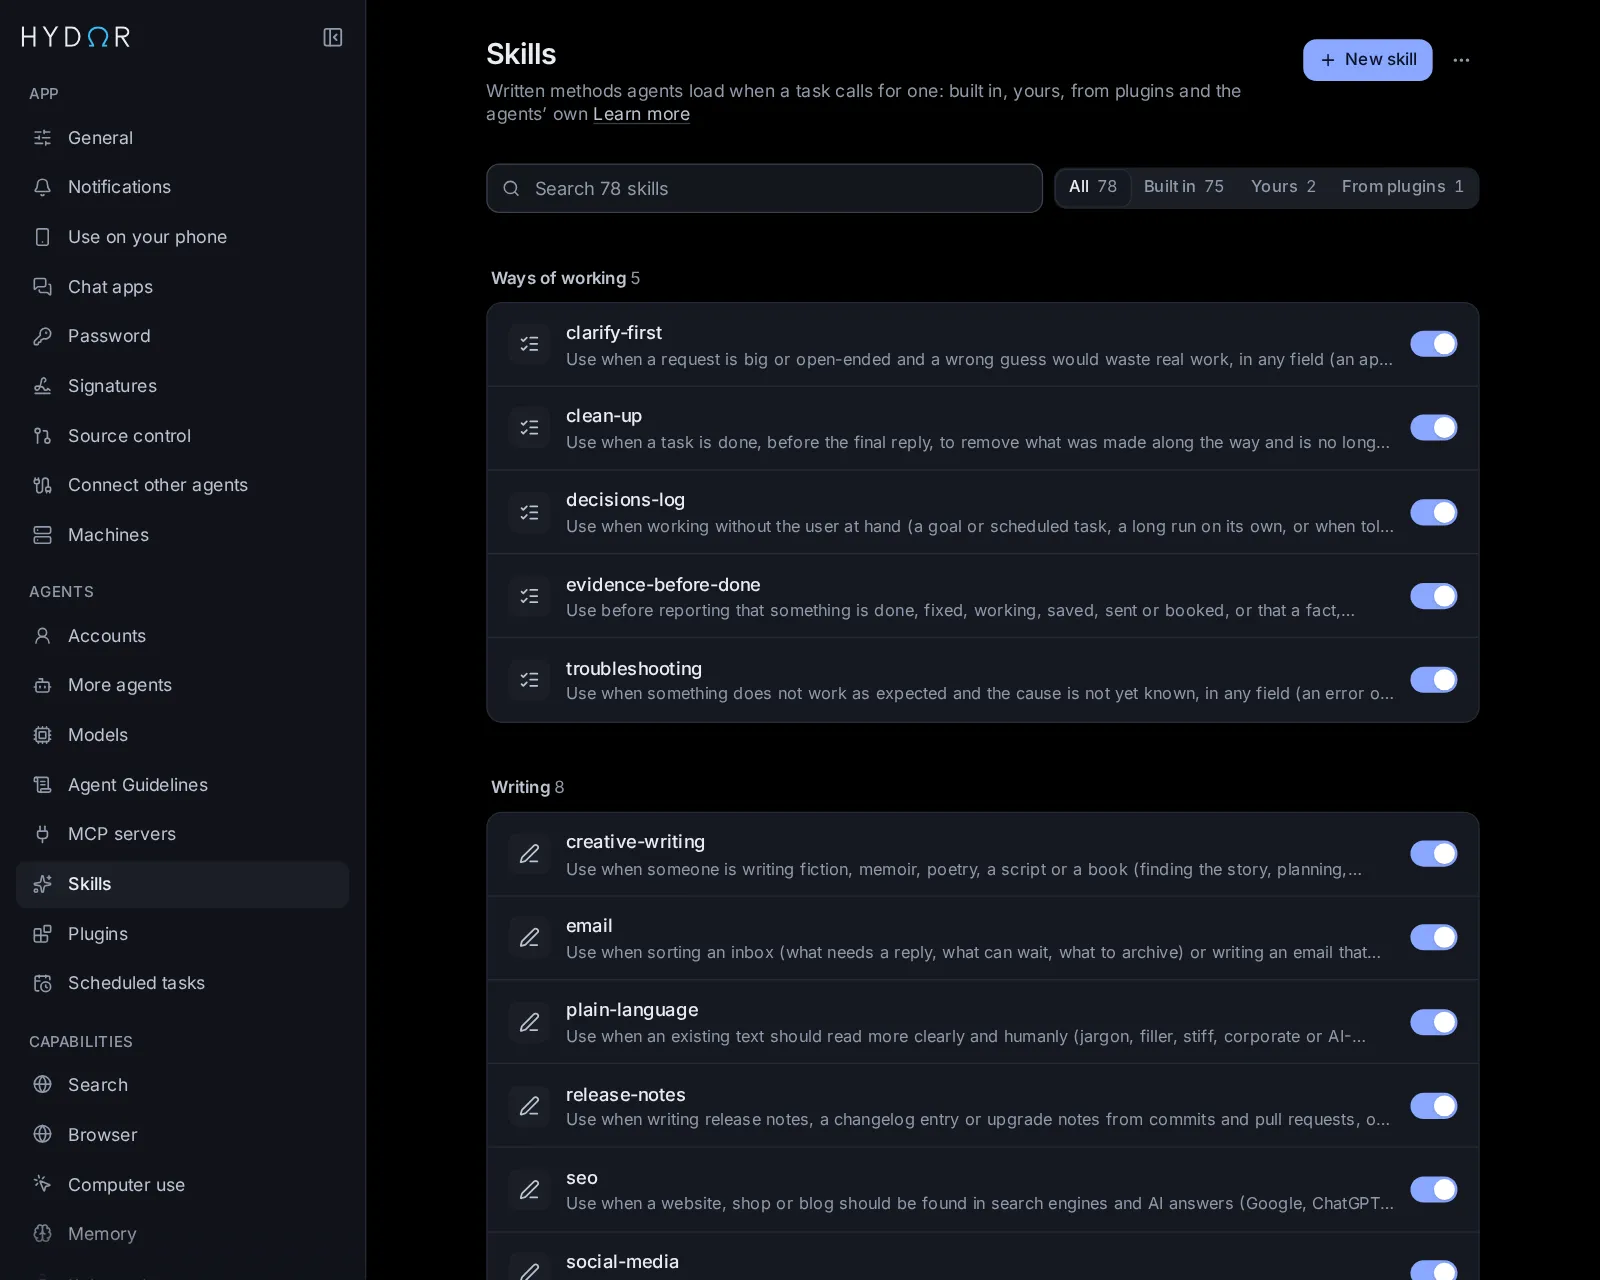 HYDΩR
APP
General
Notifications
Use on your phone
Chat apps
Password
Signatures
Source control
Connect other agents
Machines
AGENTS
Accounts
More agents
Models
Agent Guidelines
MCP servers
Skills
Plugins
Scheduled tasks
CAPABILITIES
Search
Browser
Computer use
Memory
Skills
Written methods agents load when a task calls for one: built in, yours, from plugins and the
agents’ own Learn more
+ New skill
Search 78 skills
All 78 Built in 75 Yours 2 From plugins 1
Ways of working 5
clarify-first
Use when a request is big or open-ended and a wrong guess would waste real work, in any field (an ap...
clean-up
Use when a task is done, before the final reply, to remove what was made along the way and is no long...
decisions-log
Use when working without the user at hand (a goal or scheduled task, a long run on its own, or when tol...
evidence-before-done
Use before reporting that something is done, fixed, working, saved, sent or booked, or that a fact,...
troubleshooting
Use when something does not work as expected and the cause is not yet known, in any field (an error o...
Writing 8
creative-writing
Use when someone is writing fiction, memoir, poetry, a script or a book (finding the story, planning,...
email
Use when sorting an inbox (what needs a reply, what can wait, what to archive) or writing an email that...
plain-language
Use when an existing text should read more clearly and humanly (jargon, filler, stiff, corporate or AI-...
release-notes
Use when writing release notes, a changelog entry or upgrade notes from commits and pull requests, o...
seo
Use when a website, shop or blog should be found in search engines and AI answers (Google, ChatGPT...
social-media